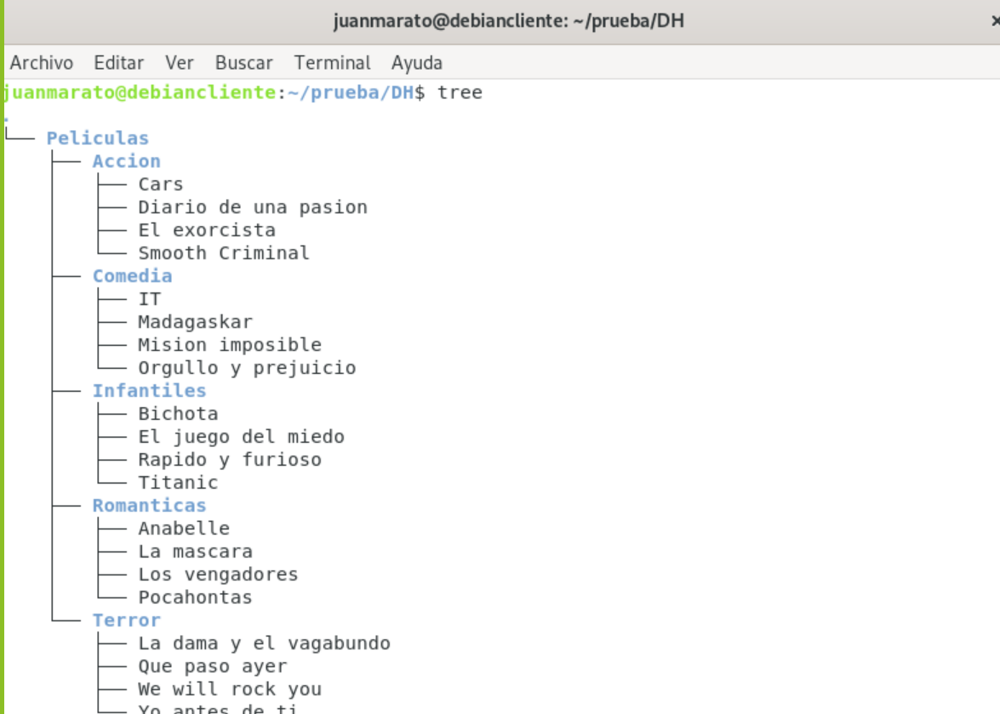 juanmarato@debiancliente: ~/prueba/DH
Archivo Editar Ver Buscar Terminal Ayuda
juanmarato@debiancliente:~/prueba/DH$ tree
.
└── Peliculas
    ├── Accion
    │   ├── Cars
    │   ├── Diario de una pasion
    │   ├── El exorcista
    │   └── Smooth Criminal
    ├── Comedia
    │   ├── IT
    │   ├── Madagaskar
    │   ├── Mision imposible
    │   └── Orgullo y prejuicio
    ├── Infantiles
    │   ├── Bichota
    │   ├── El juego del miedo
    │   ├── Rapido y furioso
    │   └── Titanic
    ├── Romanticas
    │   ├── Anabelle
    │   ├── La mascara
    │   ├── Los vengadores
    │   └── Pocahontas
    └── Terror
        ├── La dama y el vagabundo
        ├── Que paso ayer
        ├── We will rock you
        └── Yo antes de ti